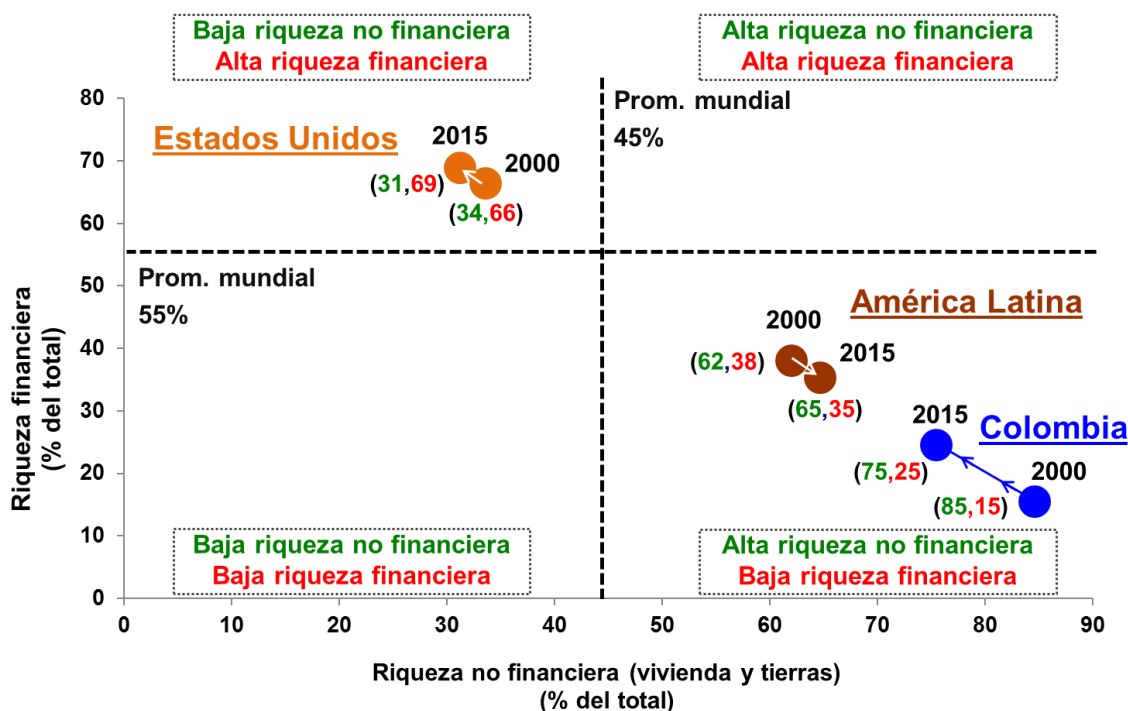 Baja riqueza no financiera
Alta riqueza financiera
Alta riqueza no financiera
Alta riqueza financiera
80
70
60
50
40
30
20
10
0
Riqueza financiera
(% del total)
Prom. mundial
45%
Estados Unidos
2015
2000
(31,69)
(34,66)
Prom. mundial
55%
América Latina
2000
2015
(62,38)
(65,35)
2015
Colombia
2000
(75,25)
(85,15)
Baja riqueza no financiera
Baja riqueza financiera
Alta riqueza no financiera
Baja riqueza financiera
0
10
20
30
40
50
60
70
80
90
Riqueza no financiera (vivienda y tierras)
(% del total)